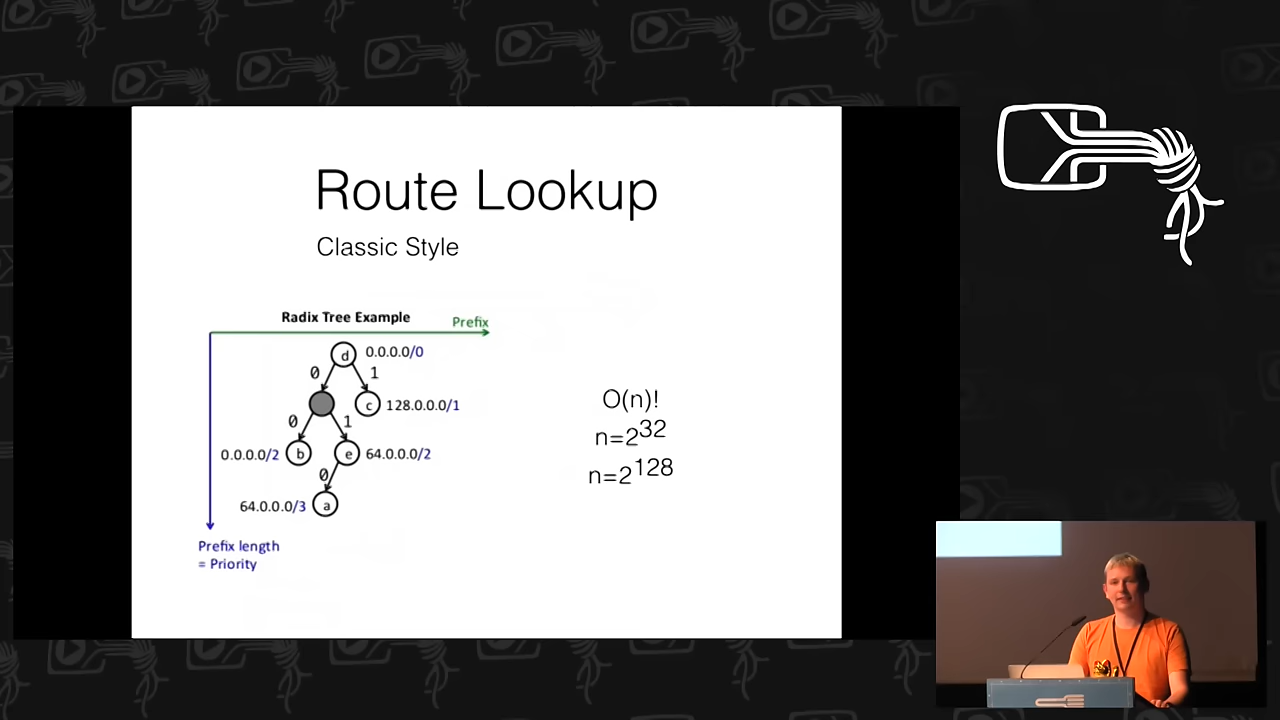 Route Lookup
Classic Style
Radix Tree Example
Prefix
d 0.0.0.0/0
0 1
c 128.0.0.0/1
0 1
0.0.0.0/2 b e 64.0.0.0/2
0
64.0.0.0/3 a
Prefix length
= Priority
O(n)!
n=2^32
n=2^128